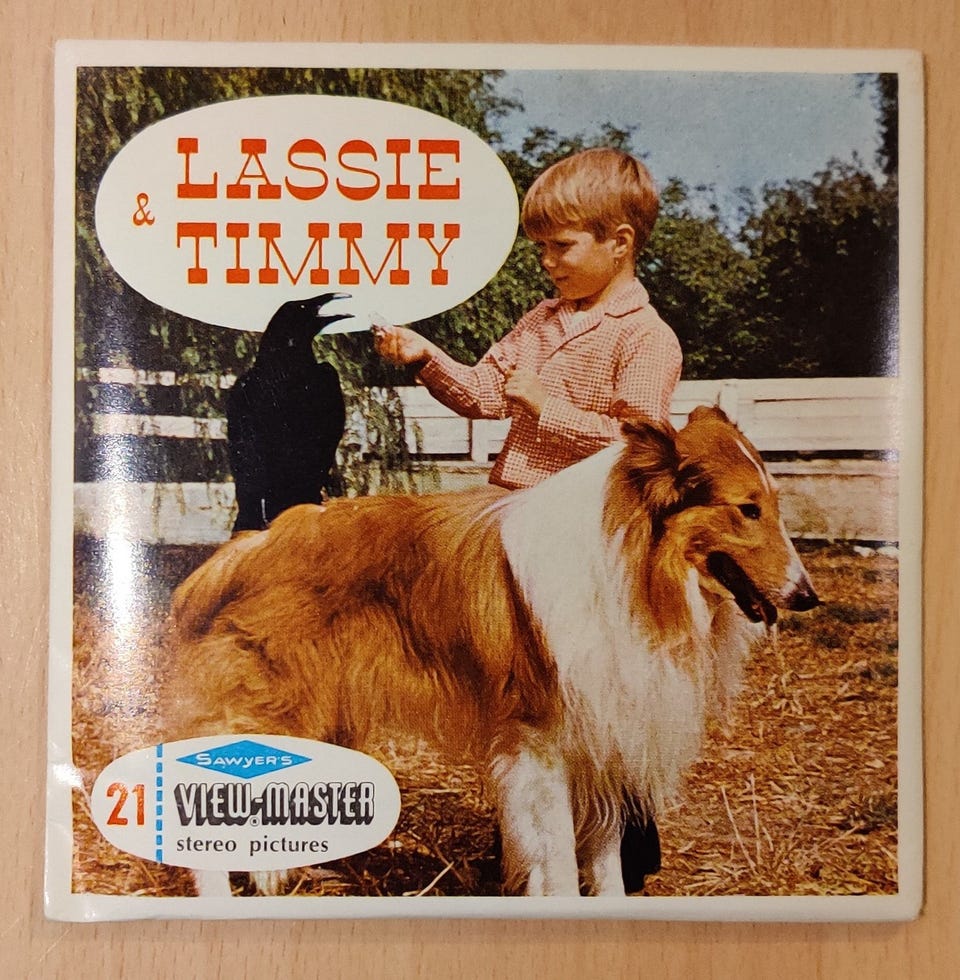 LASSIE
& TIMMY
SAWYER'S
21 VIEW-MASTER®
stereo pictures